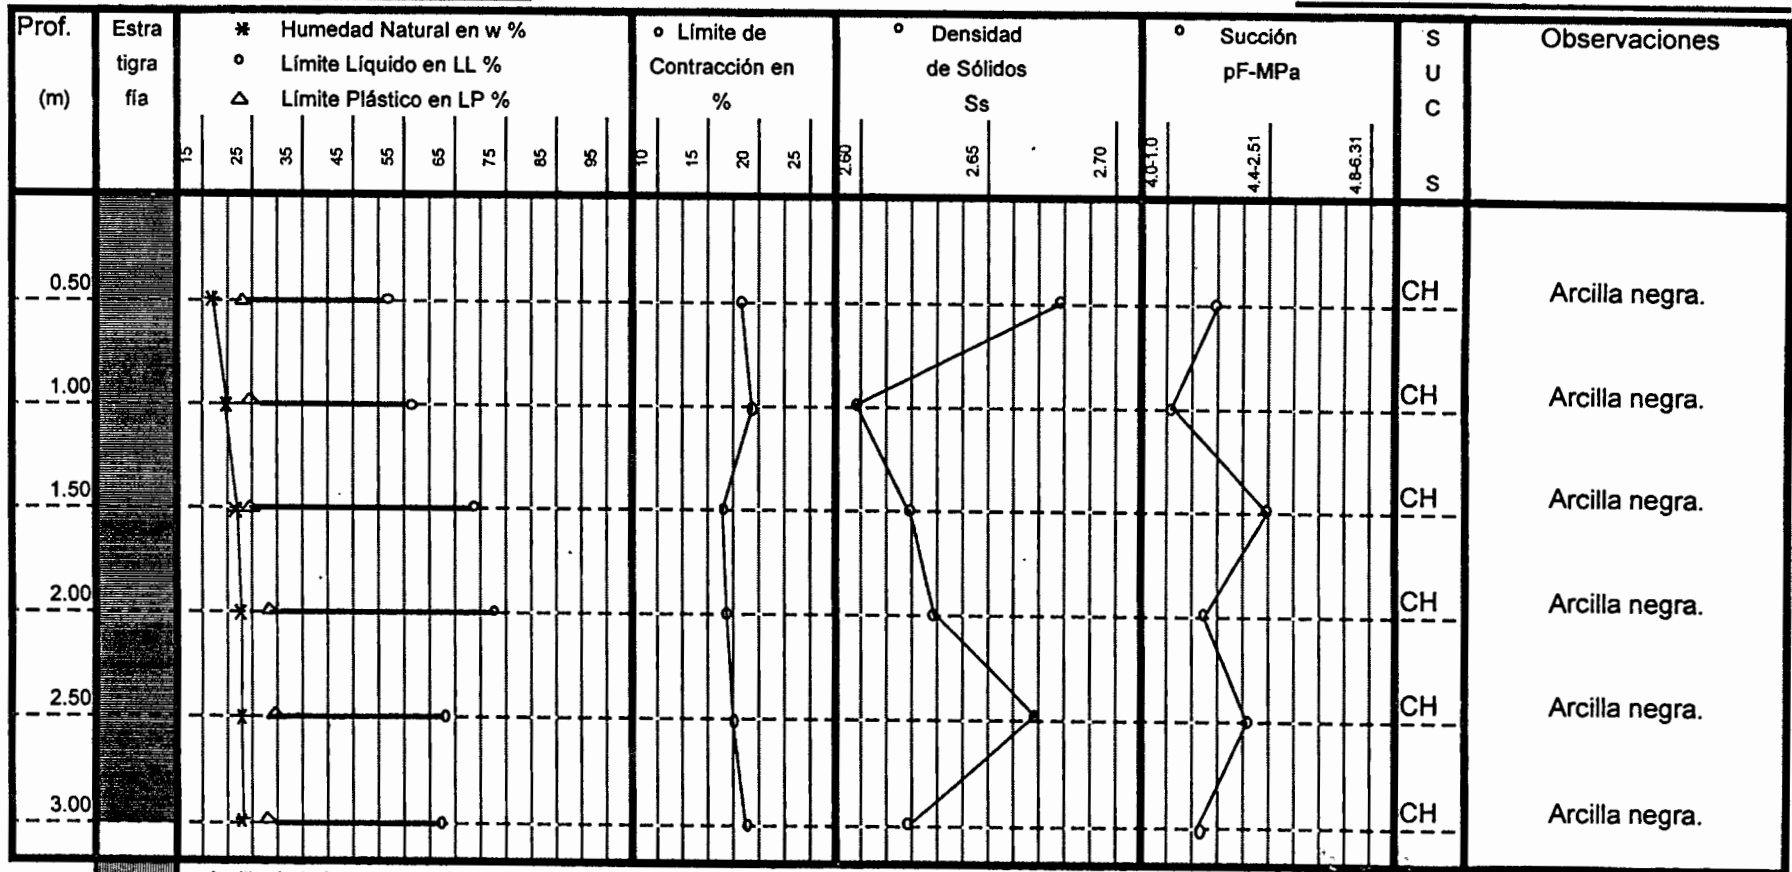 Prof.
(m)
Estra
tigra
fía
* Humedad Natural en w %
o Límite Líquido en LL %
△ Límite Plástico en LP %
15 25 35 45 55 65 75 85 95
o Límite de
Contracción en
%
10 15 20 25
o Densidad
de Sólidos
Ss
2.60 2.65 2.70
o Succión
pF-MPa
4.0-1.0 4.4-2.51 4.8-6.31
S
U
C
S
Observaciones
0.50 CH Arcilla negra.
1.00 CH Arcilla negra.
1.50 CH Arcilla negra.
2.00 CH Arcilla negra.
2.50 CH Arcilla negra.
3.00 CH Arcilla negra.